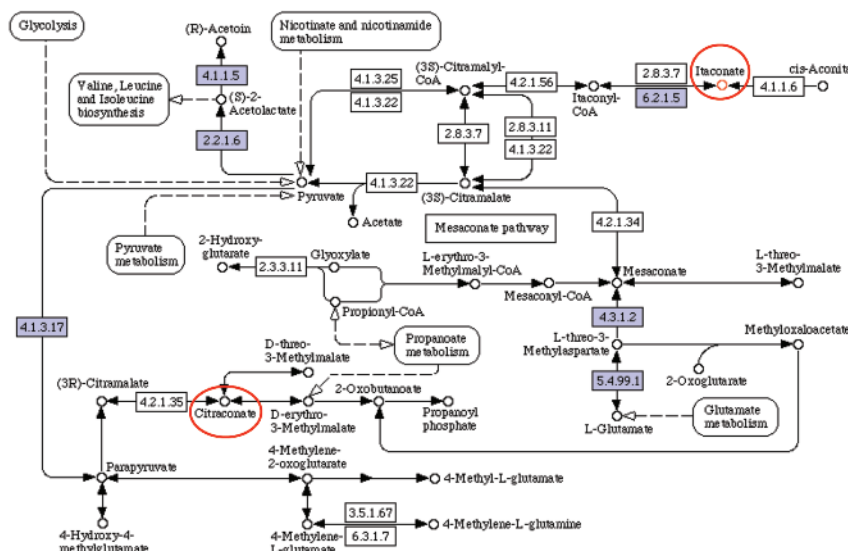 Glycolysis
(R)-Acetoin
Nicotinate and nicotinamide
metabolism
4.1.1.5
Valine, Leucine
and Isoleucine
biosynthesis
(S)-2-
Acetolactate
2.2.1.6
4.1.3.25
4.1.3.22
(3S)-Citramalyl-
CoA
4.2.1.56
Itaconyl-
CoA
2.8.3.7
6.2.1.5
Itaconate
4.1.1.6
cis-Aconita
2.8.3.7
2.8.3.11
4.1.3.22
Pyruvate
4.1.3.22
(3S)-Citramalate
Acetate
Mesaconate pathway
4.2.1.34
Pyruvate
metabolism
2-Hydroxy-
glutarate
2.3.3.11
Glyoxylate
Propionyl-CoA
L-erythro-3-
Methylmalyl-CoA
Mesaconyl-CoA
Mesaconate
L-threo-
3-Methylmalate
4.1.3.17
4.3.1.2
D-threo-
3-Methylmalate
Propanoate
metabolism
L-threo-3-
Methylaspartate
Methyloxaloacetate
(3R)-Citramalate
4.2.1.35
Citraconate
D-erythro-
3-Methylmalate
2-Oxobutanoate
Propanoyl
phosphate
5.4.99.1
2-Oxoglutarate
L-Glutamate
Glutamate
metabolism
Parapyruvate
4-Methylene-
2-oxoglutarate
4-Methyl-L-glutamate
4-Hydroxy-4-
methylglutamate
4-Methylene-
L-glutamate
3.5.1.67
6.3.1.7
4-Methylene-L-glutamine